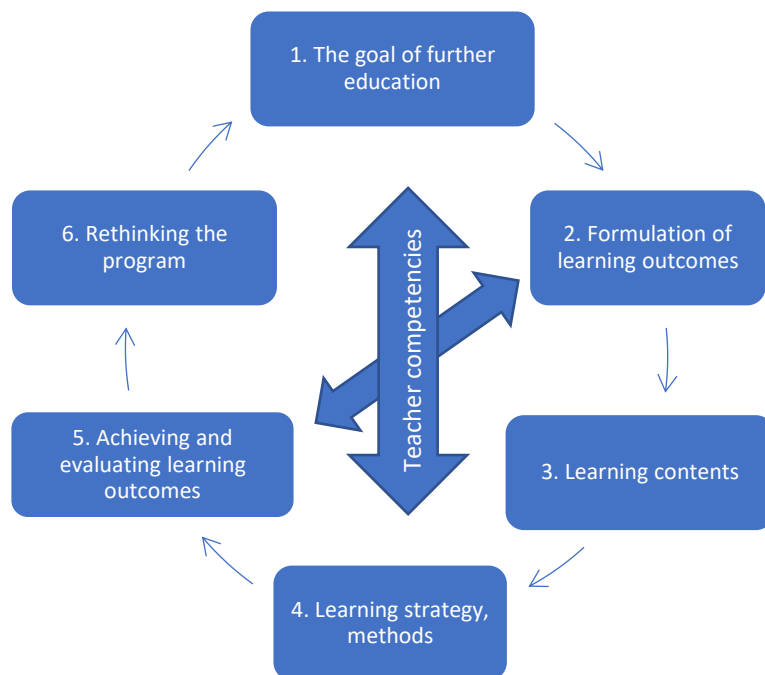 1. The goal of further
education
2. Formulation of
learning outcomes
3. Learning contents
4. Learning strategy,
methods
5. Achieving and
evaluating learning
outcomes
6. Rethinking the
program
Teacher competencies